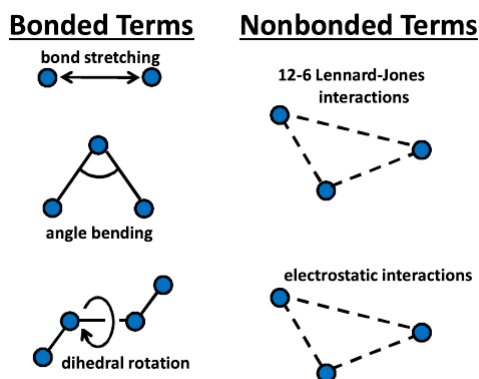 Bonded Terms
bond stretching
angle bending
dihedral rotation
Nonbonded Terms
12-6 Lennard-Jones
interactions
electrostatic interactions